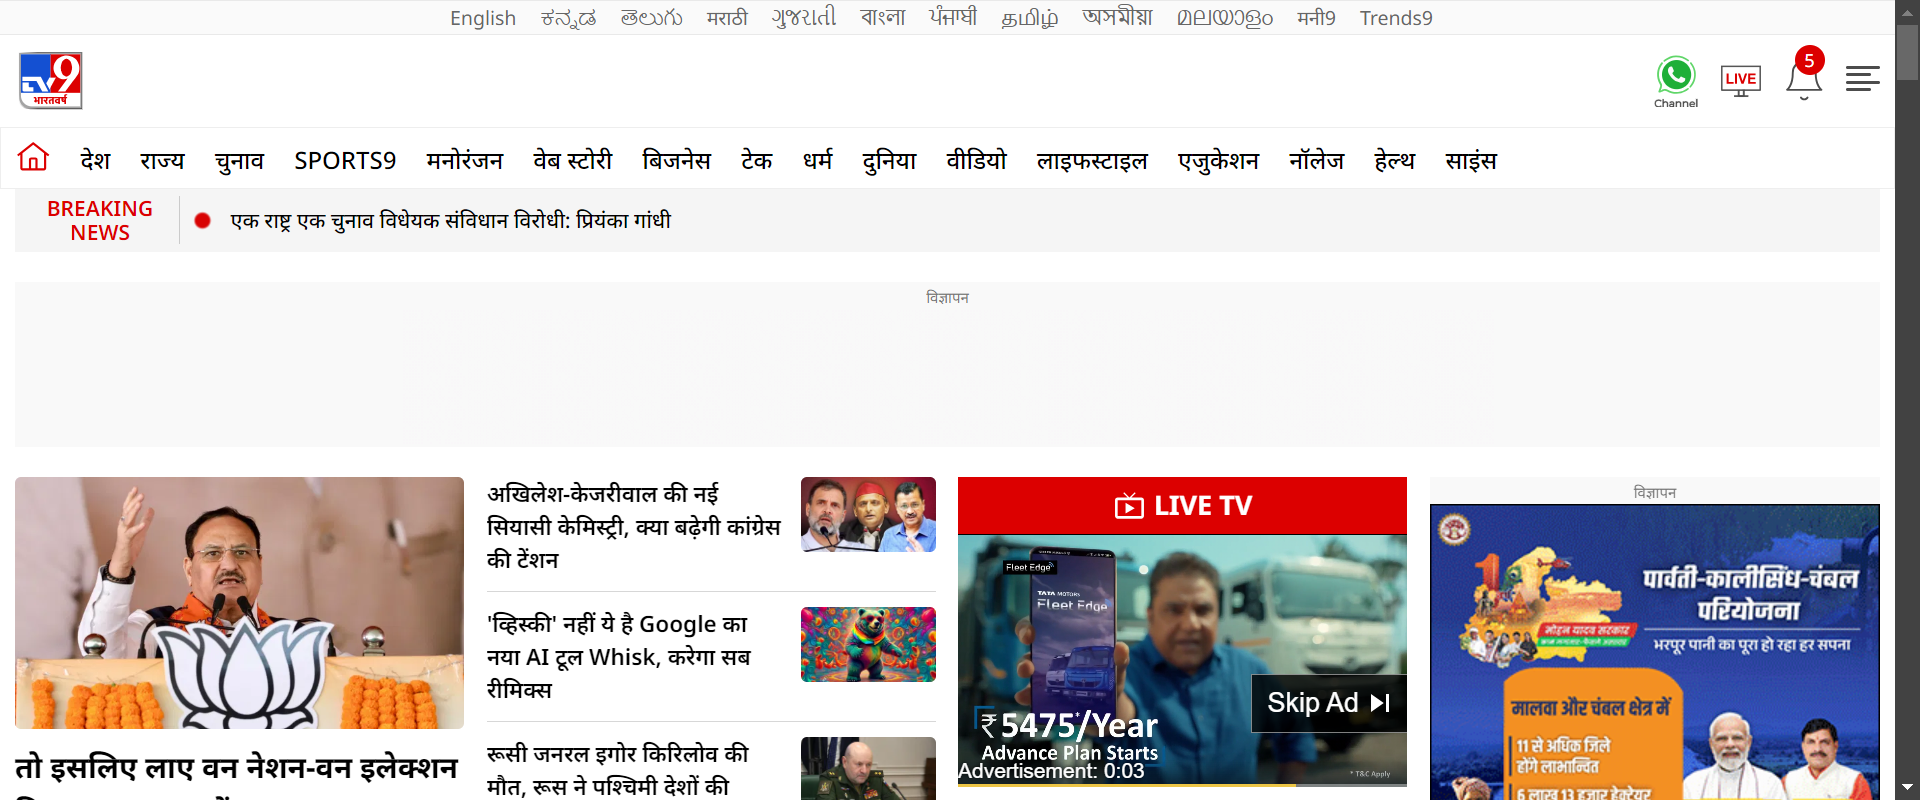 English ಕನ್ನಡ తెలుగు मराठी ગુજરાતી বাংলা ਪੰਜਾਬੀ தமிழ் অসমীয়া മലയാളം मनी9 Trends9
TV9
भारतवर्ष
Channel
LIVE
5
देश राज्य चुनाव SPORTS9 मनोरंजन वेब स्टोरी बिजनेस टेक धर्म दुनिया वीडियो लाइफस्टाइल एजुकेशन नॉलेज हेल्थ साइंस
BREAKING
NEWS
एक राष्ट्र एक चुनाव विधेयक संविधान विरोधी: प्रियंका गांधी
विज्ञापन
तो इसलिए लाए वन नेशन-वन इलेक्शन
अखिलेश-केजरीवाल की नई
सियासी केमिस्ट्री, क्या बढ़ेगी कांग्रेस
की टेंशन
'व्हिस्की' नहीं ये है Google का
नया AI टूल Whisk, करेगा सब
रीमिक्स
रूसी जनरल इगोर किरिलोव की
मौत, रूस ने पश्चिमी देशों की
LIVE TV
Fleet Edge
TATA MOTORS
Fleet Edge
₹5475*/Year
Advance Plan Starts
Advertisement: 0:03
* T&C Apply
Skip Ad
विज्ञापन
पार्वती-कालीसिंध-चंबल
परियोजना
मोहन यादव सरकार
भरपूर पानी का पूरा हो रहा हर सपना
मालवा और चंबल क्षेत्र में
11 से अधिक जिले
होंगे लाभान्वित
6 लाख 13 हजार हेक्टेयर